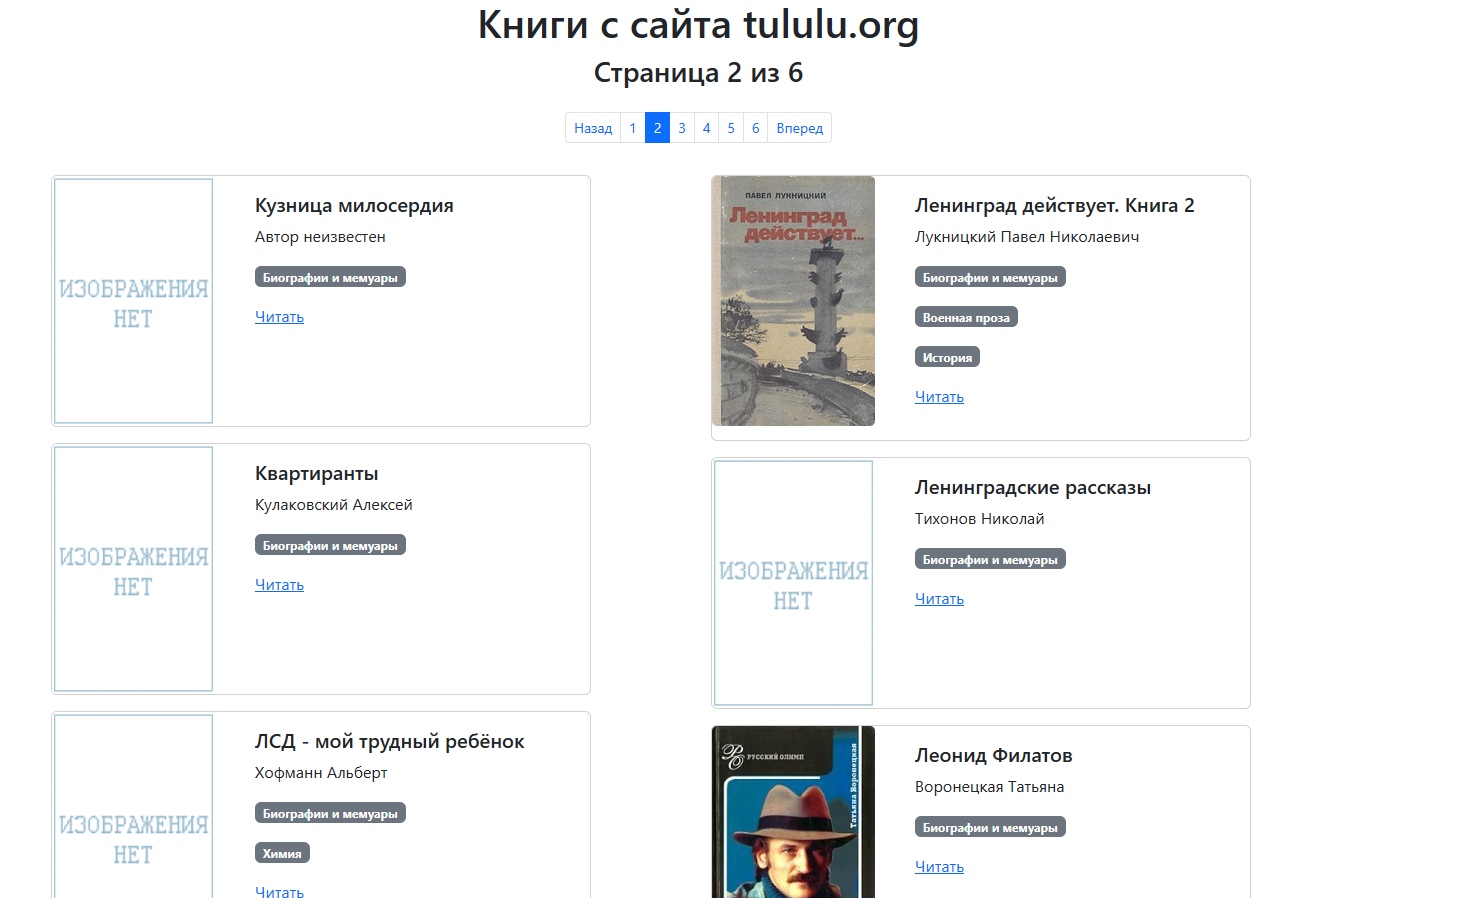 Книги с сайта tululu.org
Страница 2 из 6
Назад 1 2 3 4 5 6 Вперед
ИЗОБРАЖЕНИЯ
НЕТ
Кузница милосердия
Автор неизвестен
Биографии и мемуары
Читать
ИЗОБРАЖЕНИЯ
НЕТ
Квартиранты
Кулаковский Алексей
Биографии и мемуары
Читать
ИЗОБРАЖЕНИЯ
НЕТ
ЛСД - мой трудный ребёнок
Хофманн Альберт
Биографии и мемуары
Химия
Читать
ПАВЕЛ ЛУКНИЦКИЙ
Ленинград
действует...
Ленинград действует. Книга 2
Лукницкий Павел Николаевич
Биографии и мемуары
Военная проза
История
Читать
ИЗОБРАЖЕНИЯ
НЕТ
Ленинградские рассказы
Тихонов Николай
Биографии и мемуары
Читать
РО РУССКИЙ ОЛИМП
Татьяна Воронецкая
Леонид Филатов
Воронецкая Татьяна
Биографии и мемуары
Читать